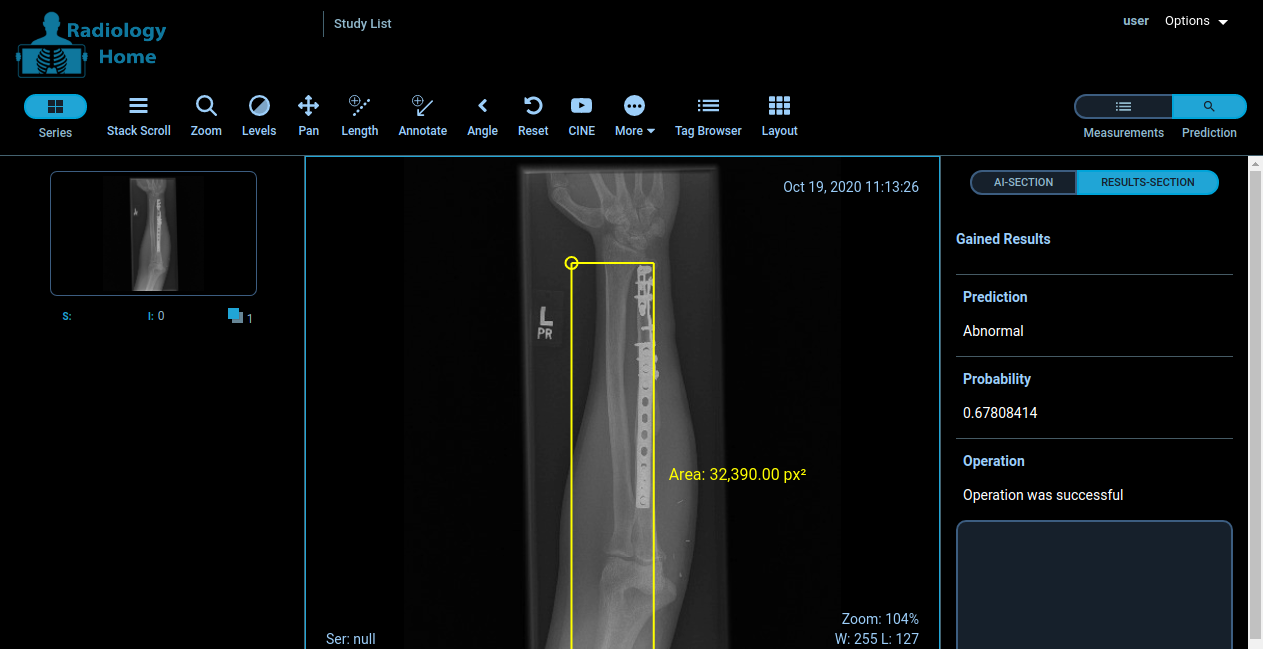 Radiology
Home
Study List
user
Options
Series
Stack Scroll
Zoom
Levels
Pan
Length
Annotate
Angle
Reset
CINE
More
Tag Browser
Layout
Measurements
Prediction
S:
I: 0
1
Oct 19, 2020 11:13:26
L
PR
Area: 32,390.00 px²
Ser: null
Zoom: 104%
W: 255 L: 127
AI-SECTION
RESULTS-SECTION
Gained Results
Prediction
Abnormal
Probability
0.67808414
Operation
Operation was successful